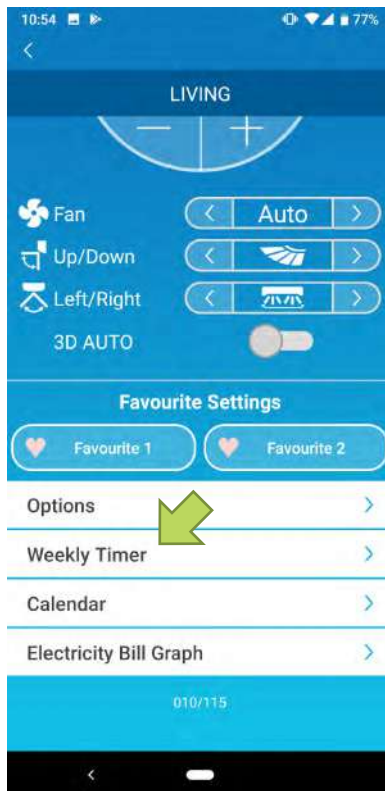 10:54 77%
LIVING
Fan Auto
Up/Down
Left/Right
3D AUTO
Favourite Settings
Favourite 1 Favourite 2
Options
Weekly Timer
Calendar
Electricity Bill Graph
010/115